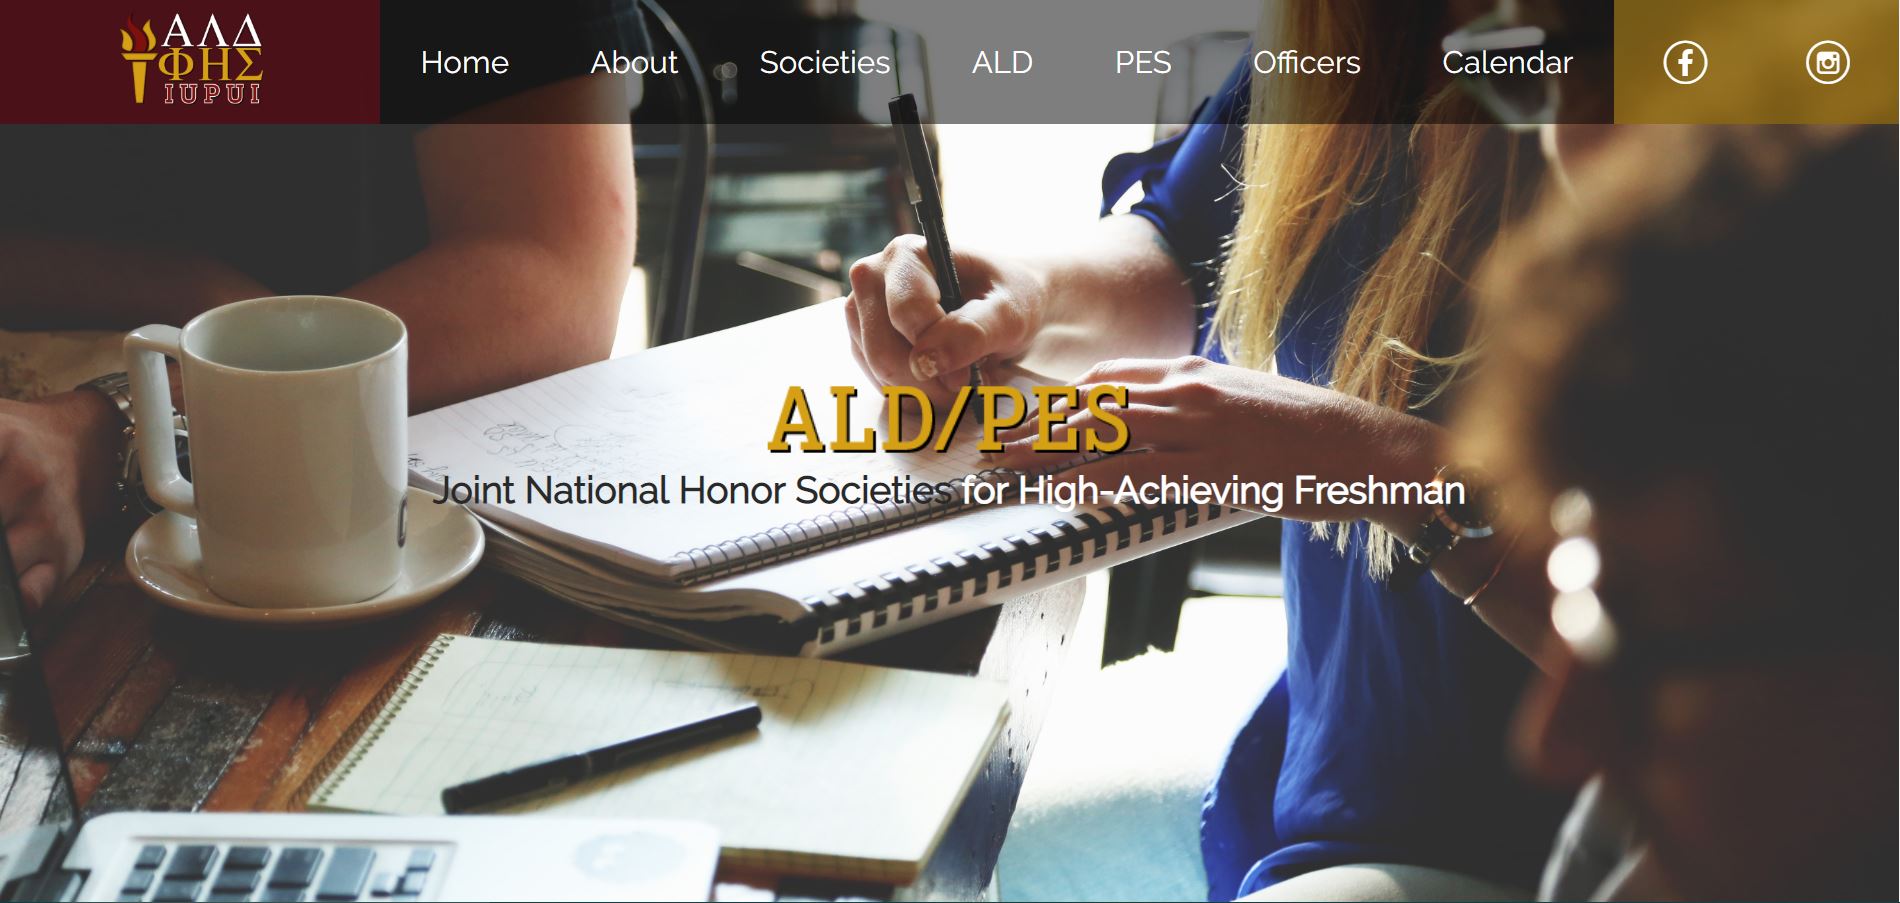 ΑΛΔ
ΦΗΣ
IUPUI
Home About Societies ALD PES Officers Calendar
ALD/PES
Joint National Honor Societies for High-Achieving Freshman